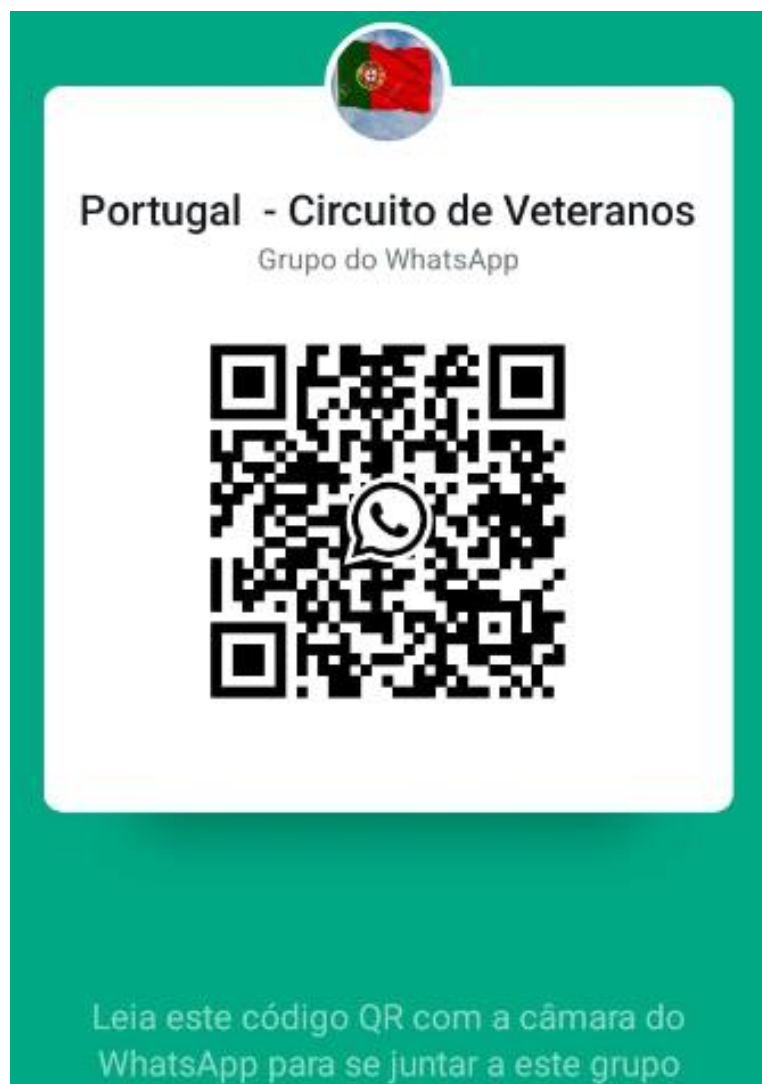 Portugal - Circuito de Veteranos
Grupo do WhatsApp
Leia este código QR com a câmara do
WhatsApp para se juntar a este grupo